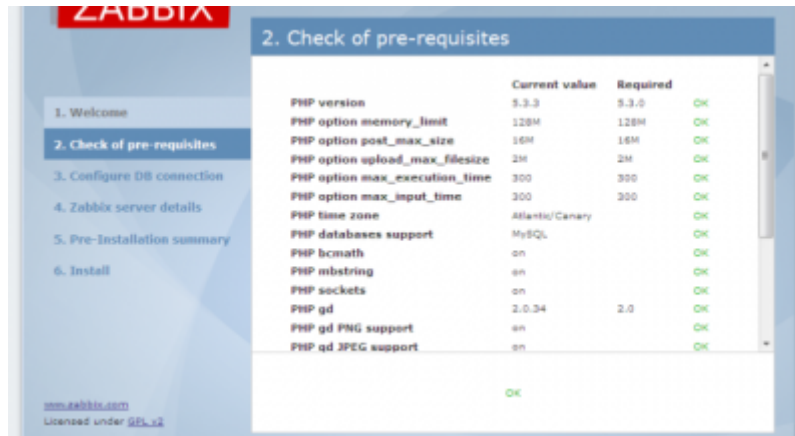 ZABBIX
2. Check of pre-requisites
1. Welcome
2. Check of pre-requisites
3. Configure DB connection
4. Zabbix server details
5. Pre-Installation summary
6. Install
Current value Required
PHP version 5.3.3 5.3.0 OK
PHP option memory_limit 128M 128M OK
PHP option post_max_size 16M 16M OK
PHP option upload_max_filesize 2M 2M OK
PHP option max_execution_time 300 300 OK
PHP option max_input_time 300 300 OK
PHP time zone Atlantic/Canary OK
PHP databases support MySQL OK
PHP bcmath on OK
PHP mbstring on OK
PHP sockets on OK
PHP gd 2.0.34 2.0 OK
PHP gd PNG support on OK
PHP gd JPEG support on OK
OK
www.zabbix.com
Licensed under GPL v2